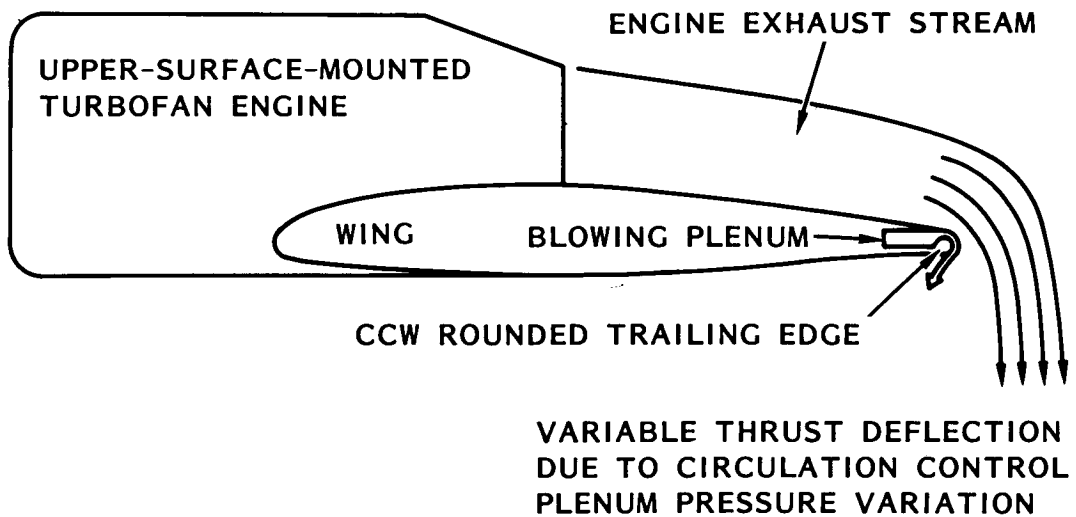 ENGINE EXHAUST STREAM
UPPER-SURFACE-MOUNTED
TURBOFAN ENGINE
WING
BLOWING PLENUM
CCW ROUNDED TRAILING EDGE
VARIABLE THRUST DEFLECTION
DUE TO CIRCULATION CONTROL
PLENUM PRESSURE VARIATION